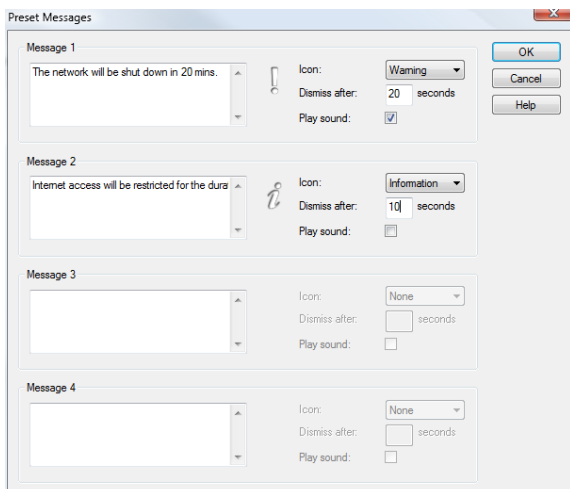 Preset Messages
Message 1
The network will be shut down in 20 mins.
Icon: Warning
Dismiss after: 20 seconds
Play sound:
OK
Cancel
Help
Message 2
Internet access will be restricted for the dura
Icon: Information
Dismiss after: 10 seconds
Play sound:
Message 3
Icon: None
Dismiss after: seconds
Play sound:
Message 4
Icon: None
Dismiss after: seconds
Play sound: